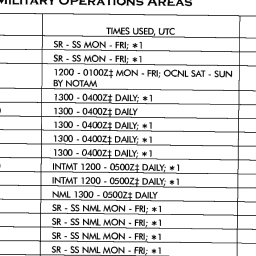 MILITARY OPERATIONS AREAS
TIMES USED, UTC
SR - SS MON - FRI; *1
SR - SS MON - FRI; *1
1200 - 0100Z‡ MON - FRI; OCNL SAT - SUN
BY NOTAM
1300 - 0400Z‡ DAILY; *1
1300 - 0400Z‡ DAILY
1300 - 0400Z‡ DAILY; *1
1300 - 0400Z‡ DAILY; *1
1300 - 0400Z‡ DAILY; *1
INTMT 1200 - 0500Z‡ DAILY; *1
INTMT 1200 - 0500Z‡ DAILY; *1
NML 1300 - 0500Z‡ DAILY
SR - SS NML MON - FRI; *1
SR - SS NML MON - FRI; *1
SR - SS NML MON - FRI; *1
SR - SS NML MON - FRI; *1